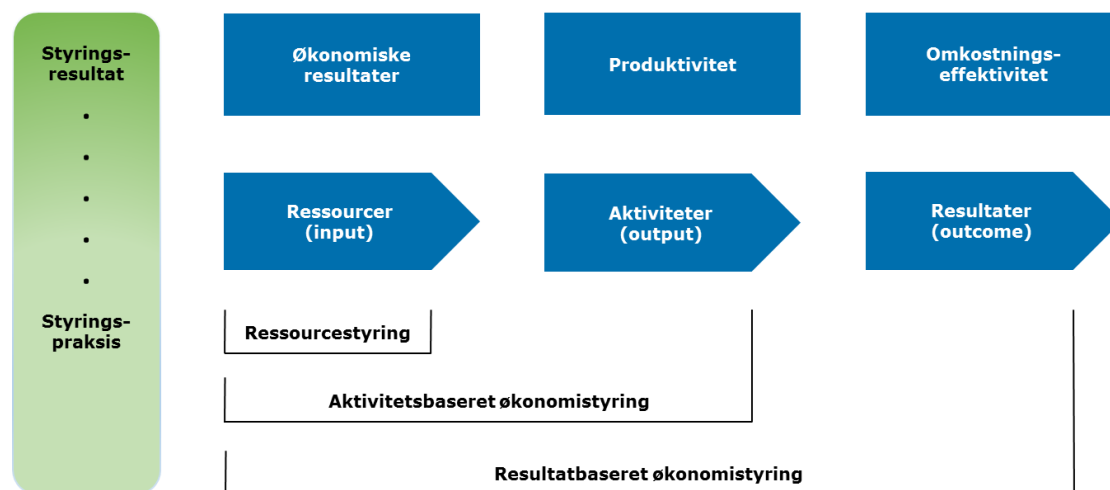 Styrings-
resultat
Økonomiske
resultater
Produktivitet
Omkostnings-
effektivitet
Ressourcer
(input)
Aktiviteter
(output)
Resultater
(outcome)
Styrings-
praksis
Ressourcestyring
Aktivitetsbaseret økonomistyring
Resultatbaseret økonomistyring